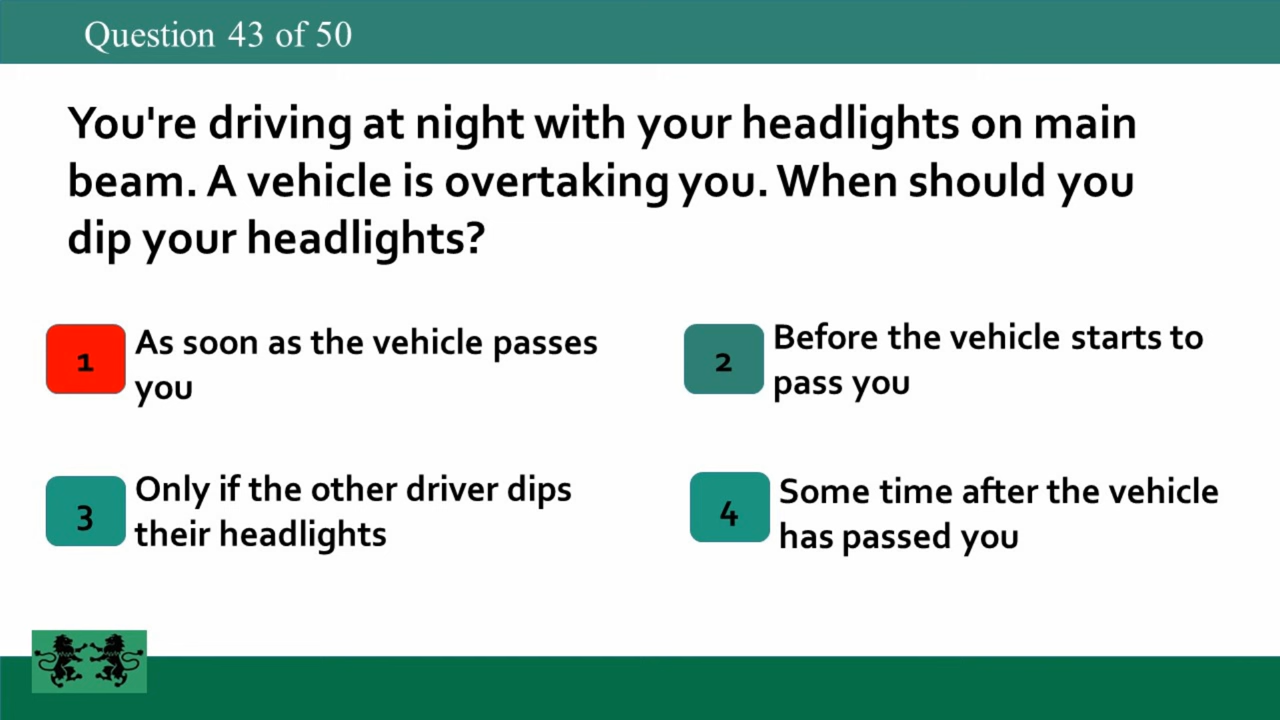 Question 43 of 50
You're driving at night with your headlights on main
beam. A vehicle is overtaking you. When should you
dip your headlights?
1
As soon as the vehicle passes
you
2
Before the vehicle starts to
pass you
3
Only if the other driver dips
their headlights
4
Some time after the vehicle
has passed you